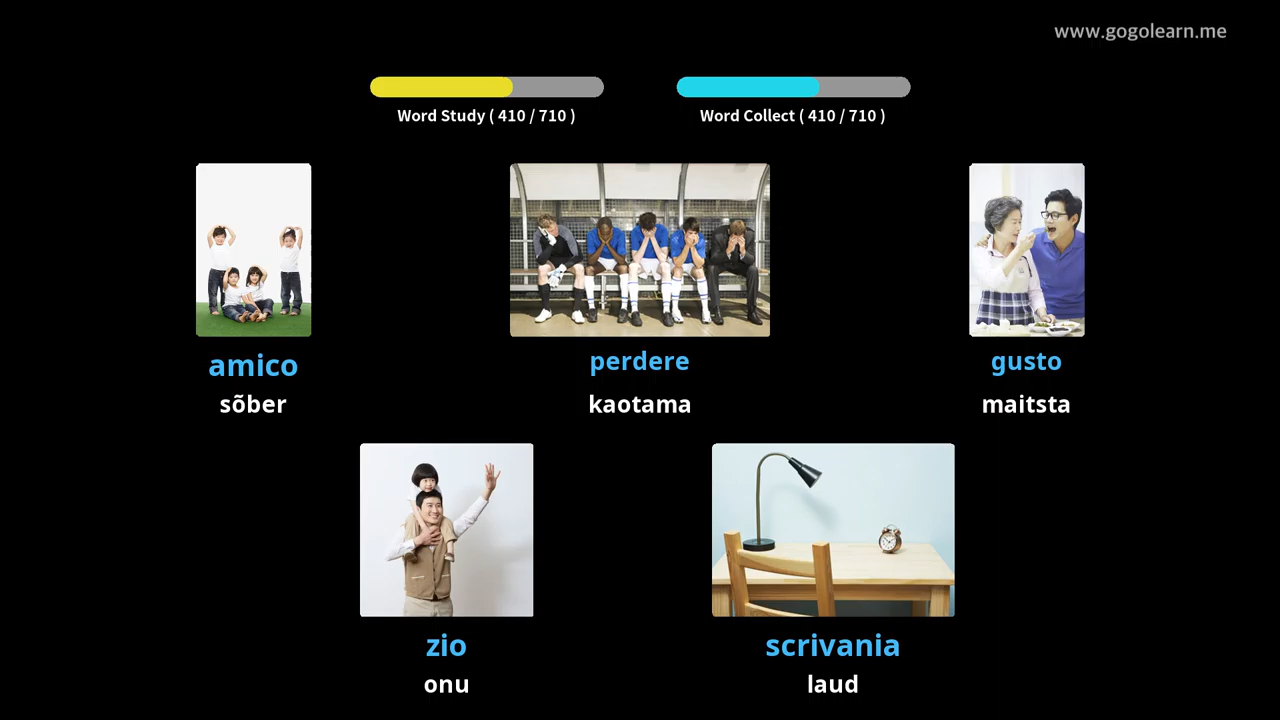 www.gogolearn.me
Word Study ( 410 / 710 )
Word Collect ( 410 / 710 )
amico
sõber
perdere
kaotama
gusto
maitsta
zio
onu
scrivania
laud